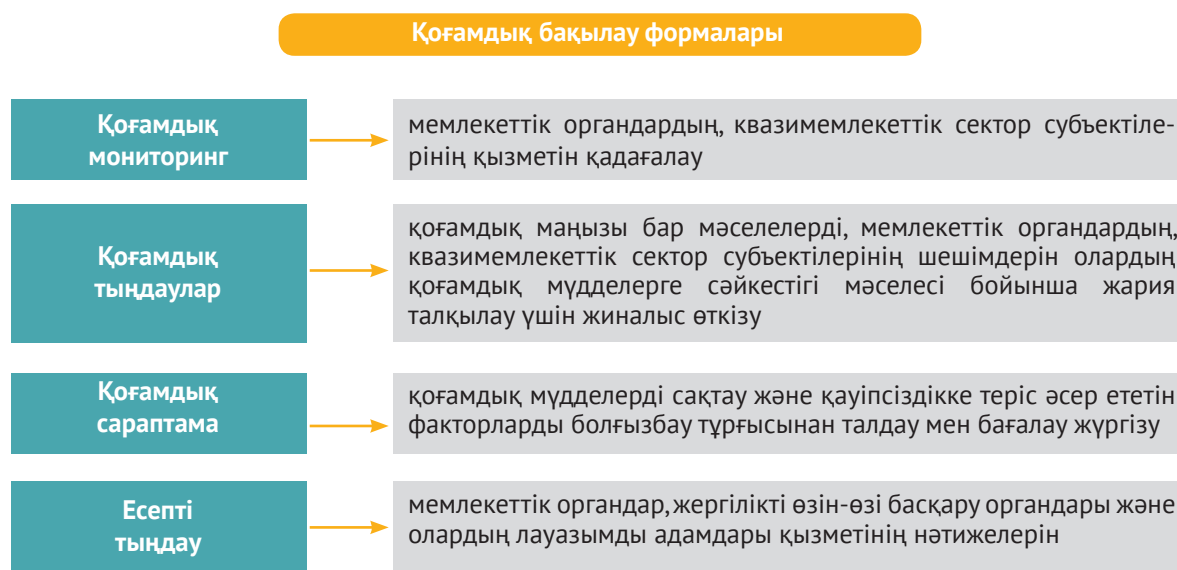 Қоғамдық бақылау формалары
Қоғамдық
мониторинг
мемлекеттік органдардың, квазимемлекеттік сектор субъектіле-
рінің қызметін қадағалау
Қоғамдық
тыңдаулар
қоғамдық маңызы бар мәселелерді, мемлекеттік органдардың,
квазимемлекеттік сектор субъектілерінің шешімдерін олардың
қоғамдық мүдделерге сәйкестігі мәселесі бойынша жария
талқылау үшін жиналыс өткізу
Қоғамдық
сараптама
қоғамдық мүдделерді сақтау және қауіпсіздікке теріс әсер ететін
факторларды болғызбау тұрғысынан талдау мен бағалау жүргізу
Есепті
тыңдау
мемлекеттік органдар, жергілікті өзін-өзі басқару органдары және
олардың лауазымды адамдары қызметінің нәтижелерін